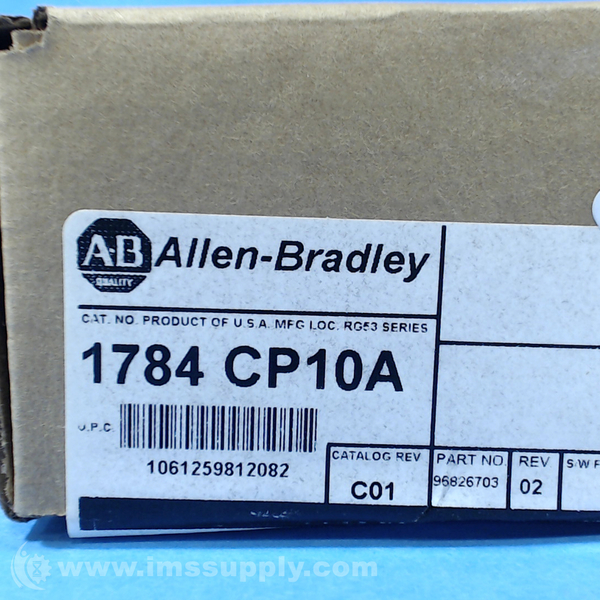 AB
QUALITY
Allen-Bradley
CAT. NO. PRODUCT OF U.S.A. MFG LOC. RG53 SERIES
1784 CP10A
U.P.C.
1061259812082
CATALOG REV
C01
PART NO.
96826703
REV
02
S/W F
www.imssupply.com